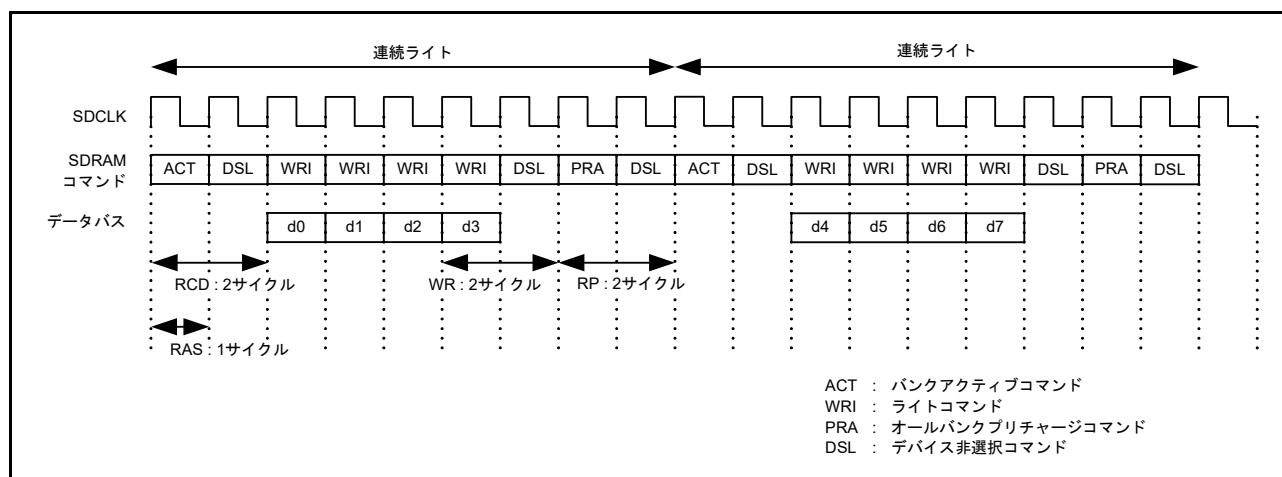 連続ライト 連続ライト
SDCLK
SDRAM
コマンド
ACT DSL WRI WRI WRI WRI DSL PRA DSL ACT DSL WRI WRI WRI WRI DSL PRA DSL
データバス
d0 d1 d2 d3 d4 d5 d6 d7
RCD : 2サイクル WR : 2サイクル RP : 2サイクル
RAS : 1サイクル
ACT : バンクアクティブコマンド
WRI : ライトコマンド
PRA : オールバンクプリチャージコマンド
DSL : デバイス非選択コマンド